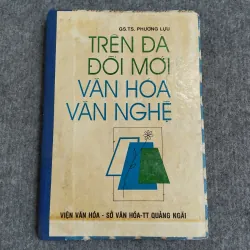 GS.TS. PHƯƠNG LỰU
TRÊN ĐÀ
ĐỔI MỚI
VĂN HÓA
VĂN NGHỆ
VIỆN VĂN HÓA - SỞ VĂN HÓA-TT QUẢNG NGÃI